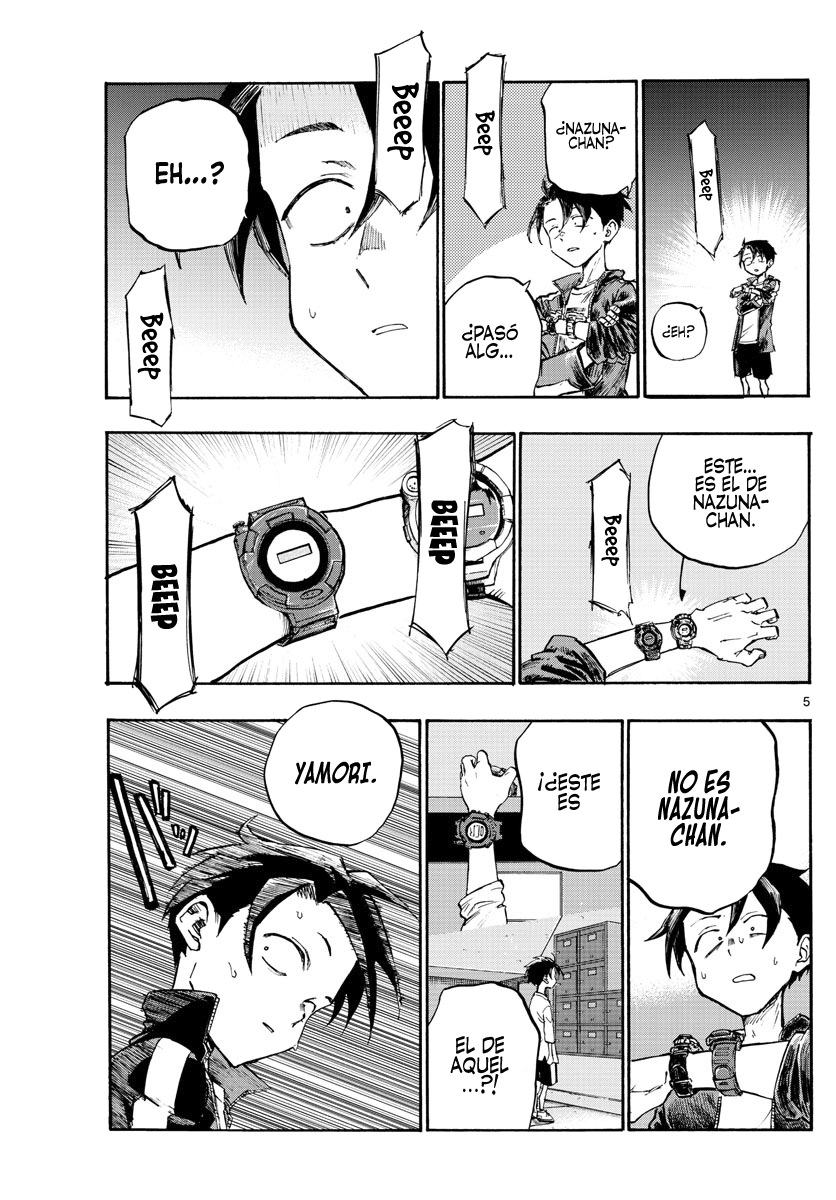 Beep
¿EH?
¿NAZUNA-
CHAN?
Beep
¿PASÓ
ALG...
Beeep
EH...?
Beeep
ESTE...
ES EL DE
NAZUNA-
CHAN.
Beeep
BEEEP
BEEEP
5
NO ES
NAZUNA-
CHAN.
¡¿ESTE
ES
EL DE
AQUEL
...?!
YAMORI.